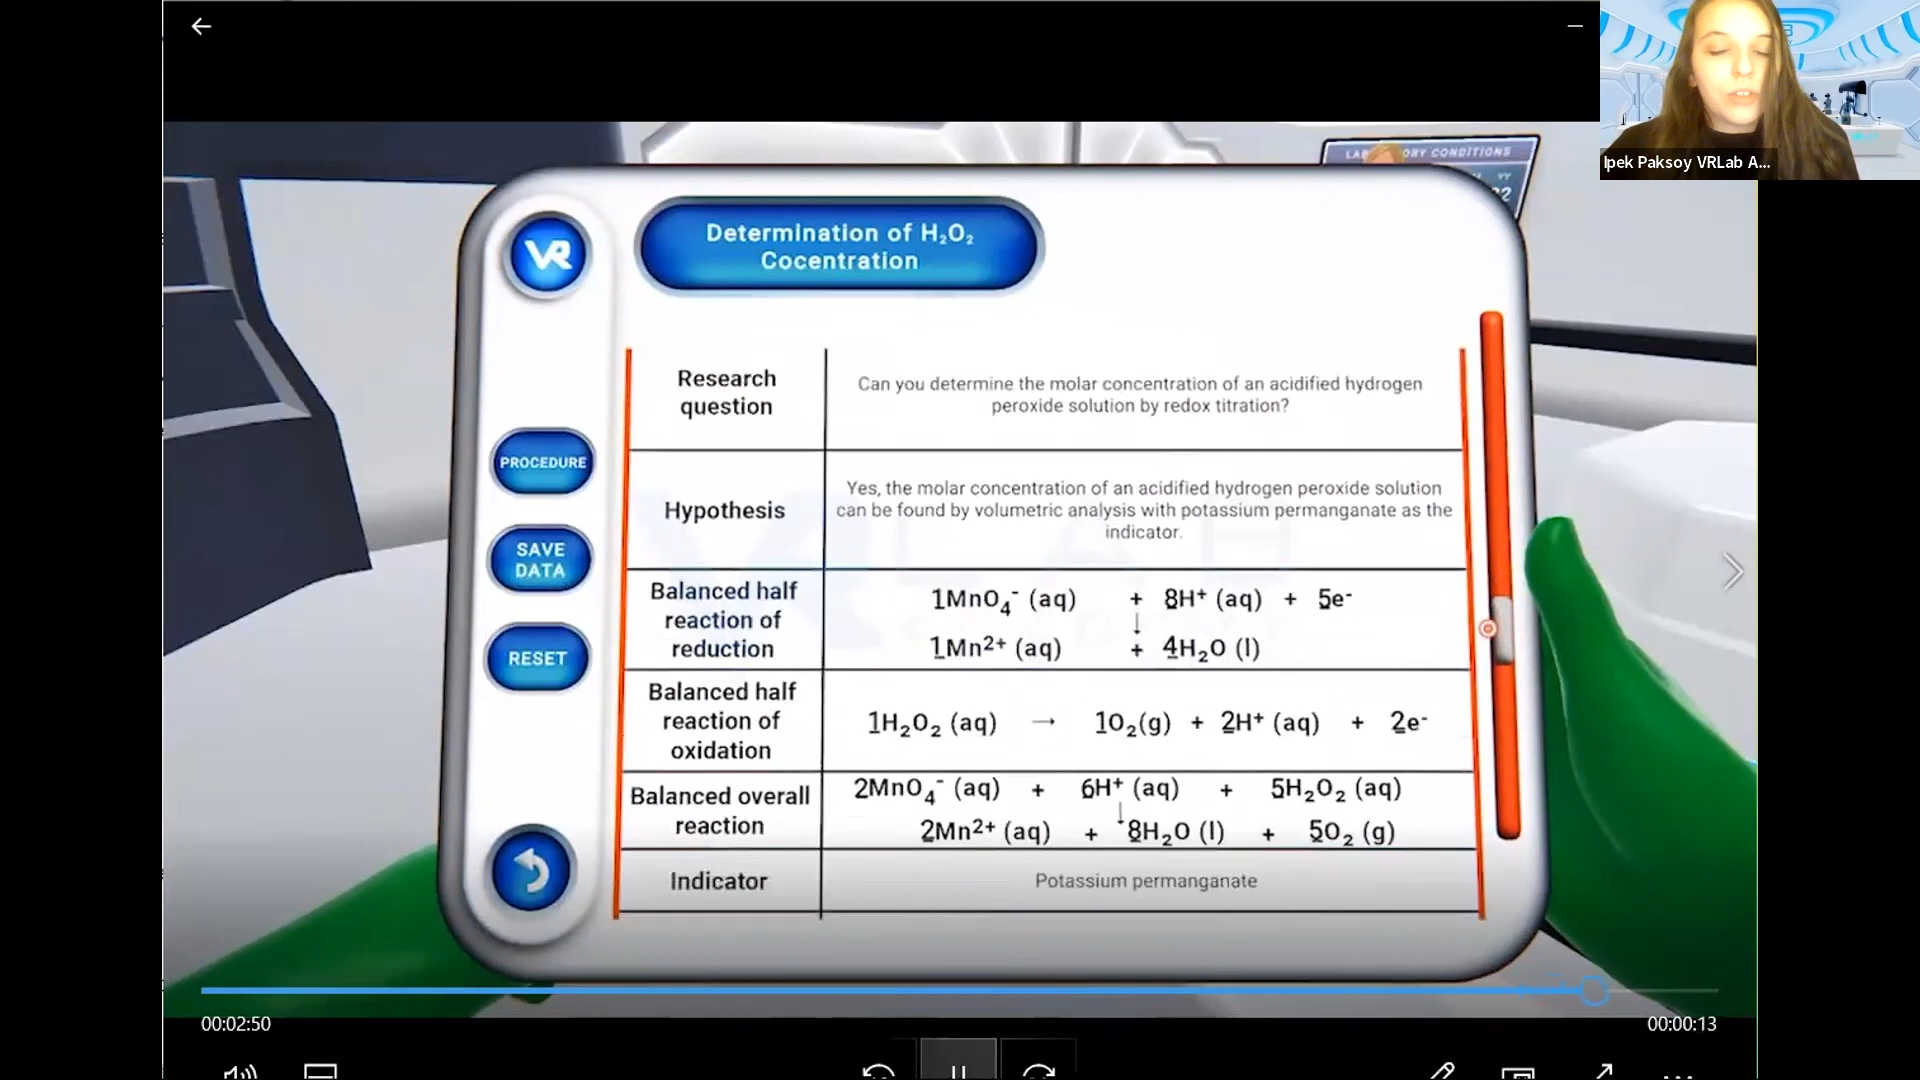 LABORATORY CONDITIONS
Ipek Paksoy VRLab A...
VR
Determination of H₂O₂
Cocentration
Research
question
Can you determine the molar concentration of an acidified hydrogen
peroxide solution by redox titration?
PROCEDURE
Hypothesis
Yes, the molar concentration of an acidified hydrogen peroxide solution
can be found by volumetric analysis with potassium permanganate as the
indicator.
SAVE
DATA
Balanced half
reaction of
reduction
1MnO₄⁻ (aq) + 8H⁺ (aq) + 5e⁻
↓
1Mn²⁺ (aq) + 4H₂O (l)
RESET
Balanced half
reaction of
oxidation
1H₂O₂ (aq) → 1O₂(g) + 2H⁺ (aq) + 2e⁻
Balanced overall
reaction
2MnO₄⁻ (aq) + 6H⁺ (aq) + 5H₂O₂ (aq)
↓
2Mn²⁺ (aq) + 8H₂O (l) + 5O₂ (g)
Indicator
Potassium permanganate
00:02:50
00:00:13